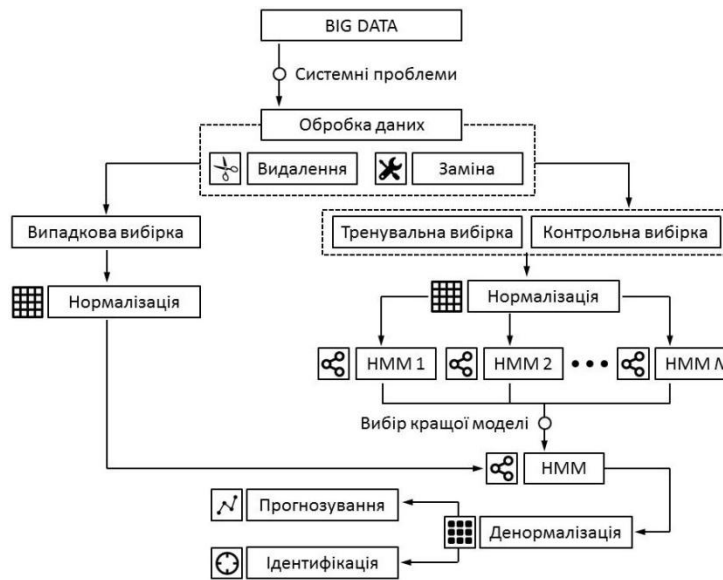 BIG DATA
Системні проблеми
Обробка даних
Видалення
Заміна
Випадкова вибірка
Тренувальна вибірка
Контрольна вибірка
Нормалізація
Нормалізація
НММ 1
НММ 2
НММ N
Вибір кращої моделі
НММ
Прогнозування
Денормалізація
Ідентифікація